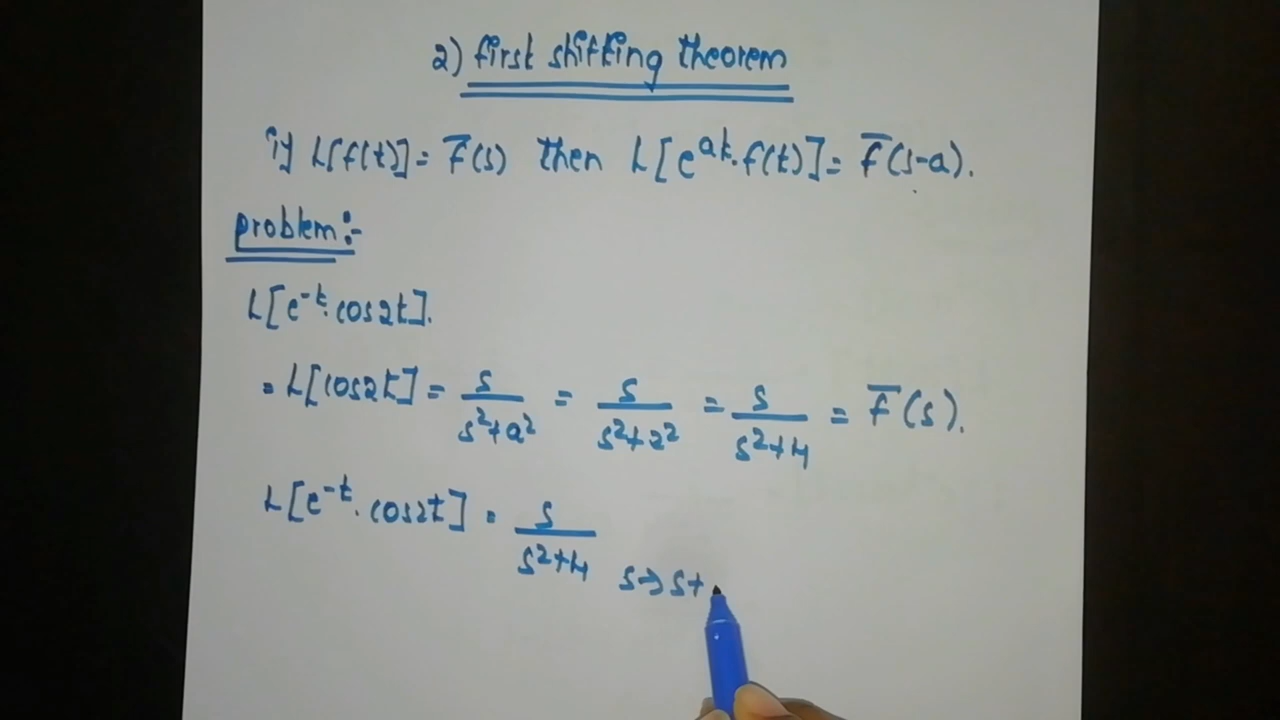 2) first shifting theorem
if L[f(t)] = F̅(s) then L[e^{at}.f(t)] = F̅(s-a).
problem:-
L[e^{-t}.cos2t].
= L[cos2t] = s/(s²+a²) = s/(s²+2²) = s/(s²+4) = F̅(s).
L[e^{-t}.cos2t] = s/(s²+4) s→s+